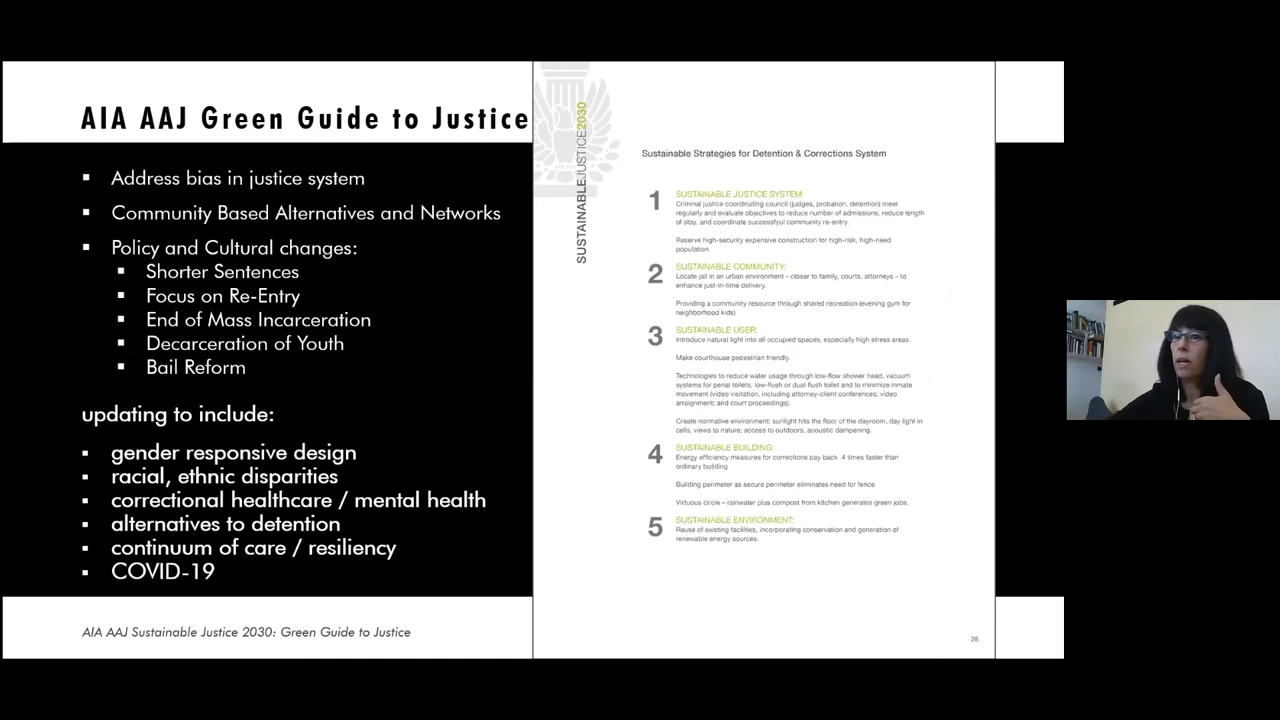 AIA AAJ Green Guide to Justice
Address bias in justice system
Community Based Alternatives and Networks
Policy and Cultural changes:
Shorter Sentences
Focus on Re-Entry
End of Mass Incarceration
Decarceration of Youth
Bail Reform
updating to include:
gender responsive design
racial, ethnic disparities
correctional healthcare / mental health
alternatives to detention
continuum of care / resiliency
COVID-19
AIA AAJ Sustainable Justice 2030: Green Guide to Justice
SUSTAINABLEJUSTICE2030
Sustainable Strategies for Detention & Corrections System
1
SUSTAINABLE JUSTICE SYSTEM:
Criminal justice coordinating council (judges, probation, detention) meet
regularly and evaluate objectives to reduce number of admissions, reduce length
of stay, and coordinate successful community re-entry.
Reserve high-security expensive construction for high-risk, high-need
population.
2
SUSTAINABLE COMMUNITY:
Locate jail in an urban environment – closer to family, courts, attorneys – to
enhance just-in-time delivery.
Providing a community resource through shared recreation (evening gym for
neighborhood kids)
3
SUSTAINABLE USER:
Introduce natural light into all occupied spaces, especially high stress areas.
Make courthouse pedestrian friendly.
Technologies to reduce water usage through low-flow shower head, vacuum
systems for penal toilets, low-flush or dual flush toilet and to minimize inmate
movement (video visitation, including attorney-client conferences; video
arraignment; and court proceedings).
Create normative environment: sunlight hits the floor of the dayroom, day light in
cells, views to nature; access to outdoors, acoustic dampening.
4
SUSTAINABLE BUILDING:
Energy efficiency measures for corrections pay back 4 times faster than
ordinary building
Building perimeter as secure perimeter eliminates need for fence.
Virtuous circle – rainwater plus compost from kitchen generates green jobs.
5
SUSTAINABLE ENVIRONMENT:
Reuse of existing facilities, incorporating conservation and generation of
renewable energy sources.
28